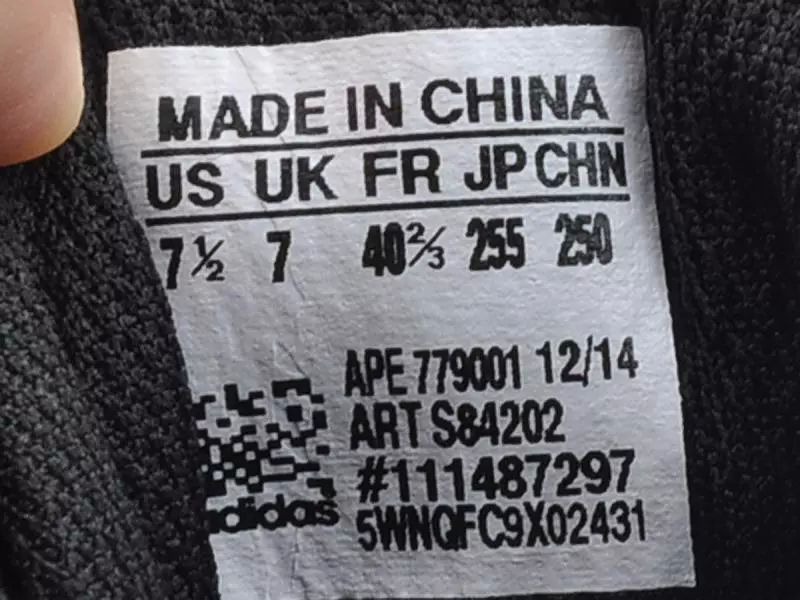 MADE IN CHINA
US UK FR JP CHN
7½ 7 40⅔ 255 250
APE 779001 12/14
ART S84202
#111487297
adidas 5WNQFC9X02431